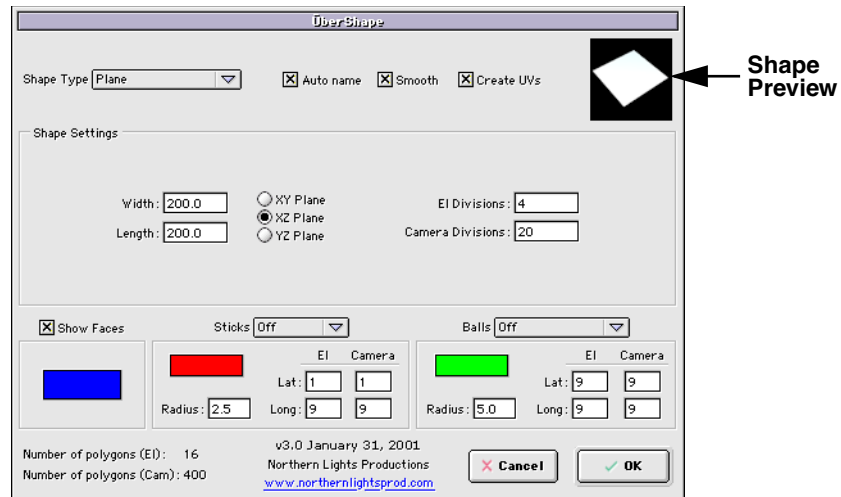 ÜberShape
Shape Type Plane Auto name Smooth Create UVs
Shape
Preview
Shape Settings
Width: 200.0
Length: 200.0
XY Plane
XZ Plane
YZ Plane
EI Divisions: 4
Camera Divisions: 20
Show Faces
Sticks Off
Balls Off
EI Camera
Lat: 1 1
Radius: 2.5 Long: 9 9
EI Camera
Lat: 9 9
Radius: 5.0 Long: 9 9
Number of polygons (EI): 16
Number of polygons (Cam): 400
v3.0 January 31, 2001
Northern Lights Productions
www.northernlightsprod.com
Cancel
OK